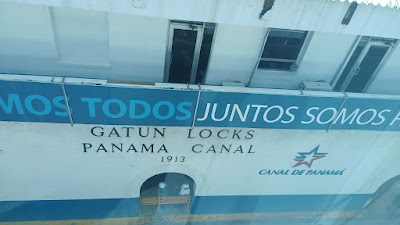 MOS TODOS JUNTOS SOMOS
GATUN LOCKS
PANAMA CANAL
1913
CANAL DE PANAMÁ